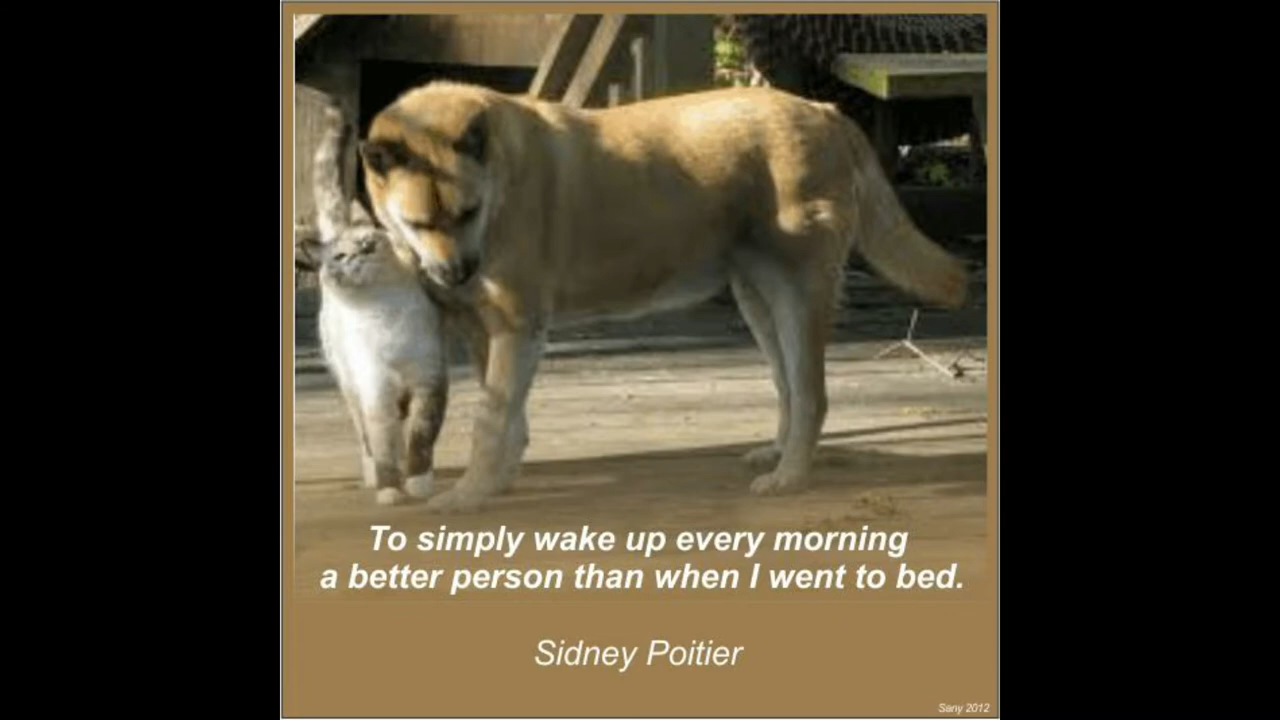 To simply wake up every morning
a better person than when I went to bed.
Sidney Poitier
Sany 2012